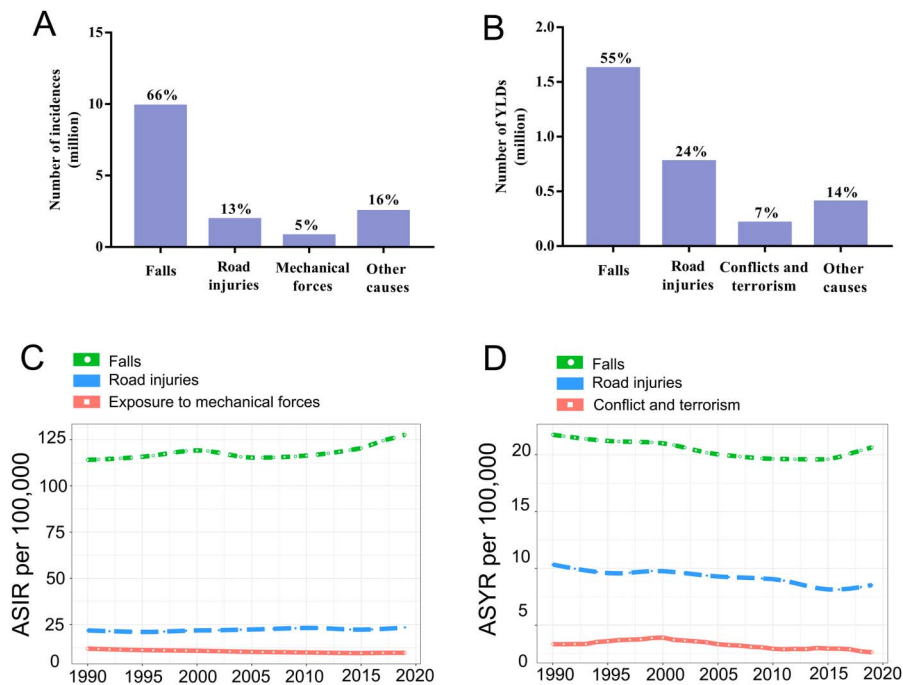 A
Number of incidences
(million)
15
10
5
0
66%
13%
5%
16%
Falls
Road
injuries
Mechanical
forces
Other
causes
B
Number of YLDs
(million)
2.0
1.5
1.0
0.5
0.0
55%
24%
7%
14%
Falls
Road
injuries
Conflicts and
terrorism
Other
causes
C
Falls
Road injuries
Exposure to mechanical forces
ASIR per 100,000
125
100
75
50
25
0
1990
1995
2000
2005
2010
2015
2020
D
Falls
Road injuries
Conflict and terrorism
ASYR per 100,000
20
10
5
0
1990
1995
2000
2005
2010
2015
2020